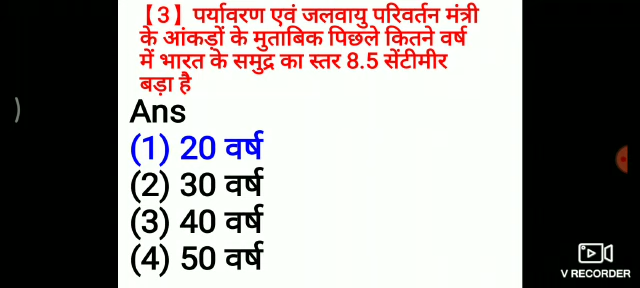 【3】पर्यावरण एवं जलवायु परिवर्तन मंत्री
के आंकड़ों के मुताबिक पिछले कितने वर्ष
में भारत के समुद्र का स्तर 8.5 सेंटीमीर
बड़ा है
Ans
(1) 20 वर्ष
(2) 30 वर्ष
(3) 40 वर्ष
(4) 50 वर्ष
V RECORDER